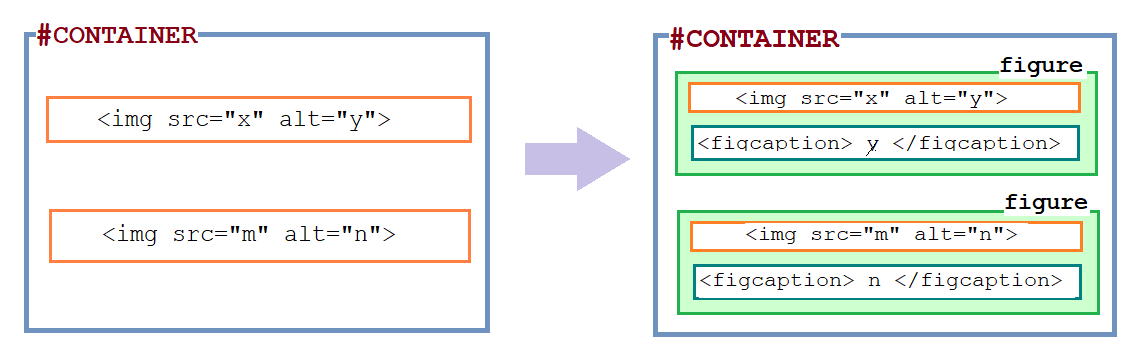 #CONTAINER
<img src="x" alt="y">
<img src="m" alt="n">
#CONTAINER
figure
<img src="x" alt="y">
<figcaption> y </figcaption>
figure
<img src="m" alt="n">
<figcaption> n </figcaption>